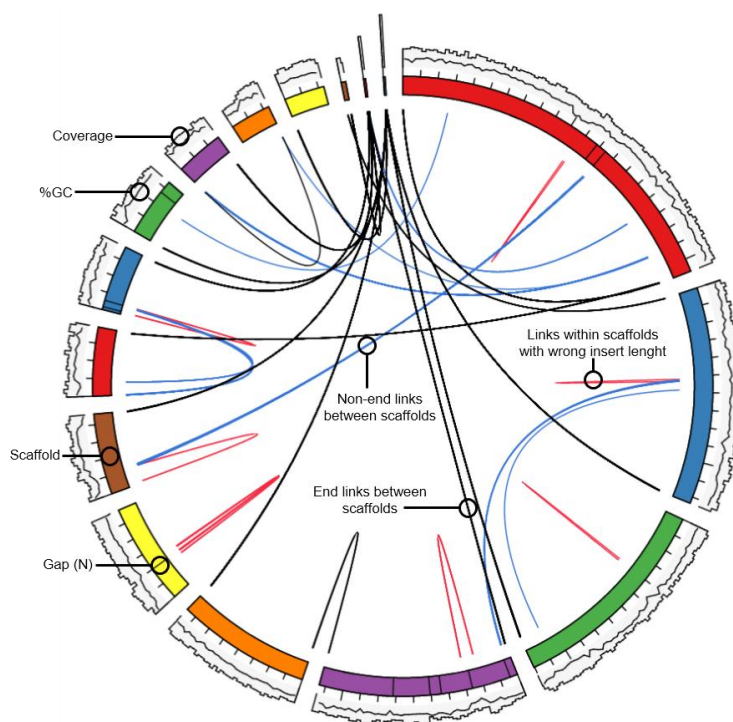 Coverage
%GC
Links within scaffolds
with wrong insert lenght
Non-end links
between scaffolds
Scaffold
End links between
scaffolds
Gap (N)